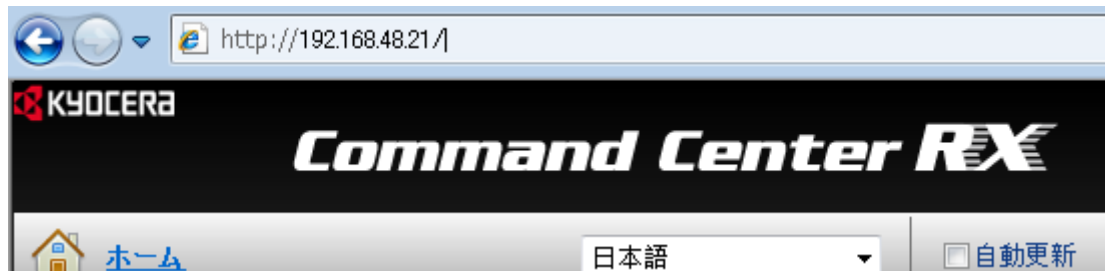 http://192.168.48.21/
KYOCERA
Command Center RX
ホーム
日本語
自動更新